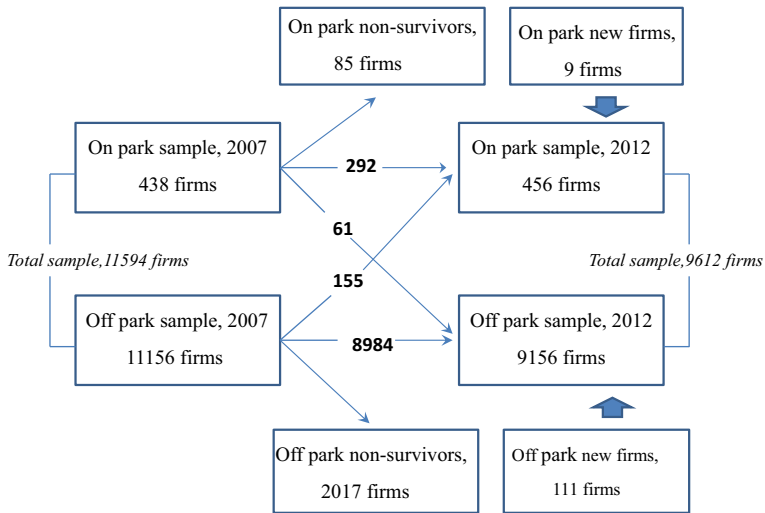 On park non-survivors,
85 firms
On park new firms,
9 firms
On park sample, 2007
438 firms
292
On park sample, 2012
456 firms
61
Total sample,11594 firms
Total sample,9612 firms
155
Off park sample, 2007
11156 firms
8984
Off park sample, 2012
9156 firms
Off park non-survivors,
2017 firms
Off park new firms,
111 firms